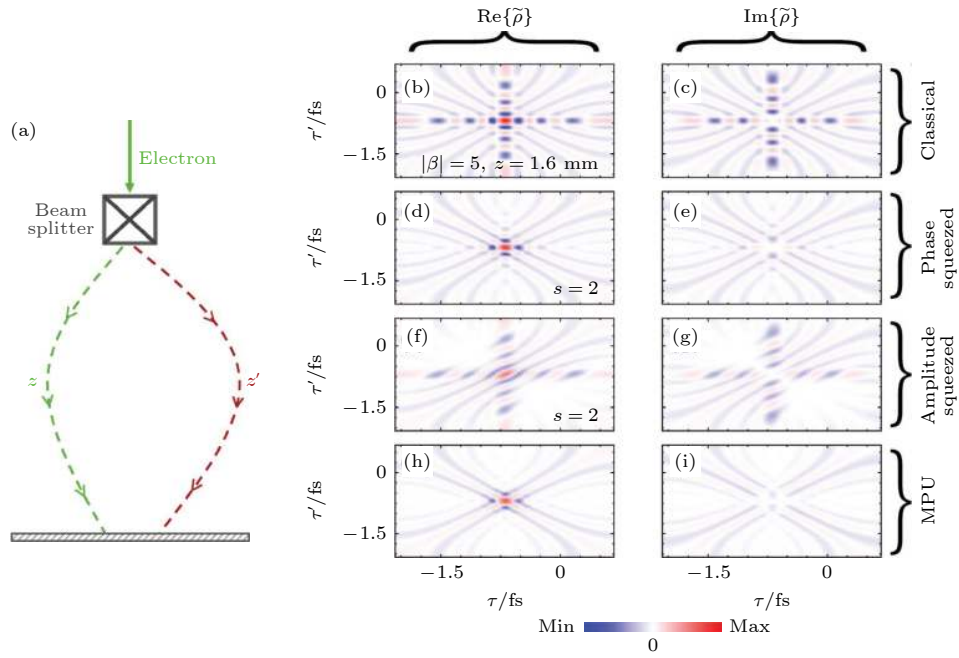 Re{ρ̃}
Im{ρ̃}
(a)
Electron
Beam
splitter
z
z′
(b)
(c)
τ′/fs
0
−1.5
|β| = 5, z = 1.6 mm
Classical
(d)
(e)
τ′/fs
0
−1.5
s = 2
Phase
squeezed
(f)
(g)
τ′/fs
0
−1.5
s = 2
Amplitude
squeezed
(h)
(i)
τ′/fs
0
−1.5
MPU
−1.5
0
−1.5
0
τ/fs
τ/fs
Min
Max
0